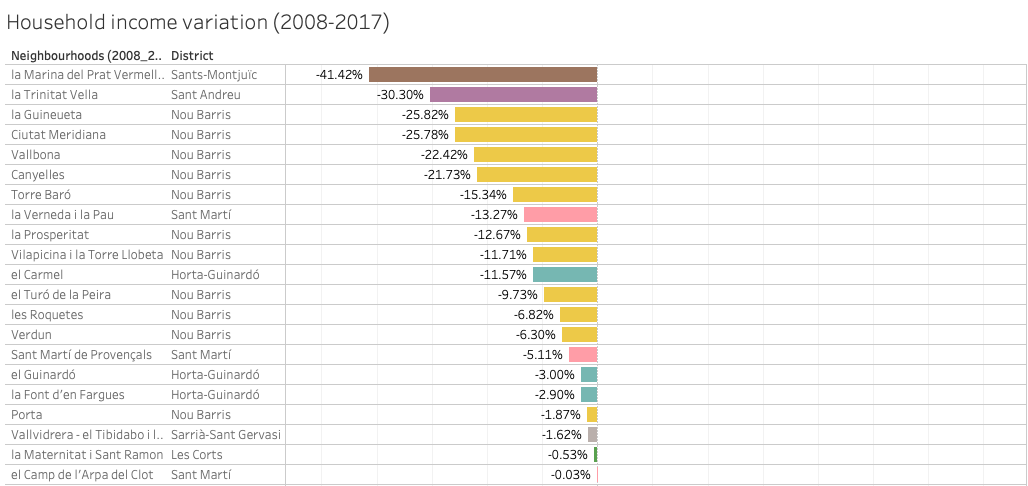 Household income variation (2008-2017)
Neighbourhoods (2008_2.. District
la Marina del Prat Vermell.. Sants-Montjuïc -41.42%
la Trinitat Vella Sant Andreu -30.30%
la Guineueta Nou Barris -25.82%
Ciutat Meridiana Nou Barris -25.78%
Vallbona Nou Barris -22.42%
Canyelles Nou Barris -21.73%
Torre Baró Nou Barris -15.34%
la Verneda i la Pau Sant Martí -13.27%
la Prosperitat Nou Barris -12.67%
Vilapicina i la Torre Llobeta Nou Barris -11.71%
el Carmel Horta-Guinardó -11.57%
el Turó de la Peira Nou Barris -9.73%
les Roquetes Nou Barris -6.82%
Verdun Nou Barris -6.30%
Sant Martí de Provençals Sant Martí -5.11%
el Guinardó Horta-Guinardó -3.00%
la Font d'en Fargues Horta-Guinardó -2.90%
Porta Nou Barris -1.87%
Vallvidrera - el Tibidabo i l.. Sarrià-Sant Gervasi -1.62%
la Maternitat i Sant Ramon Les Corts -0.53%
el Camp de l'Arpa del Clot Sant Martí -0.03%